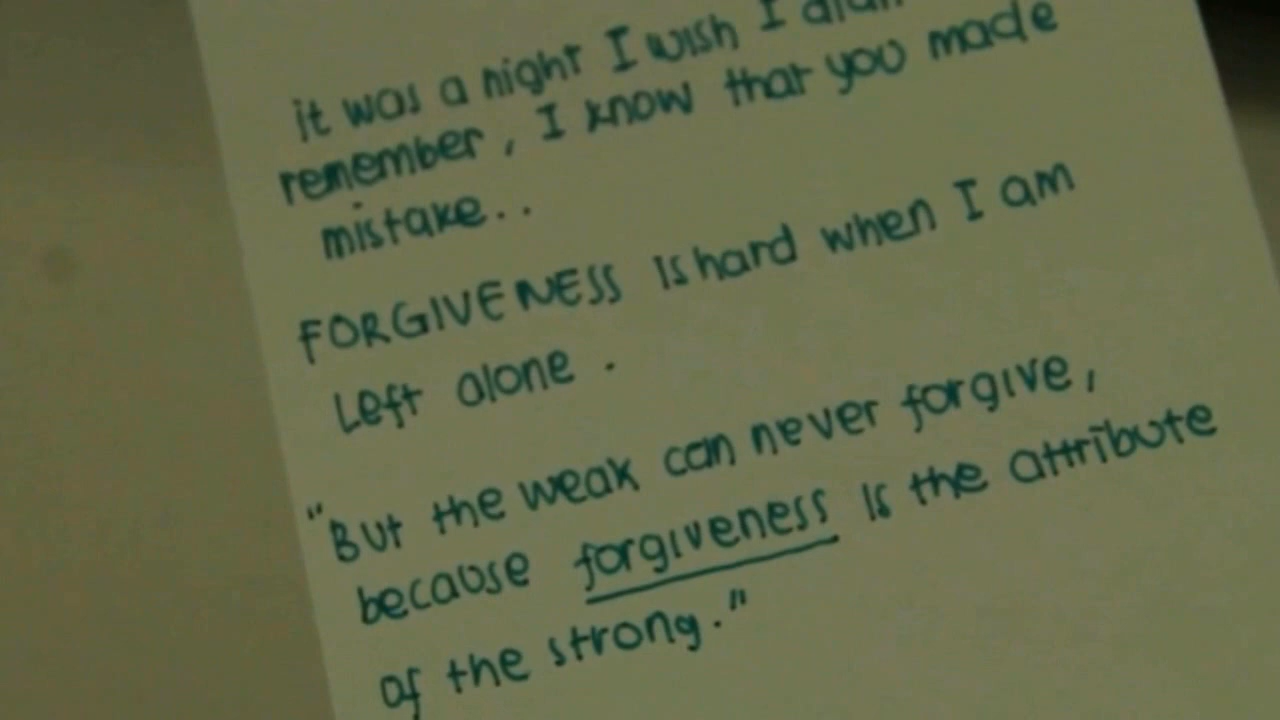 it was a night I wish I
remember, I know that you made
mistake..
FORGIVENESS is hard when I am
Left alone.
"But the weak can never forgive,
because forgiveness is the attribute
of the strong."